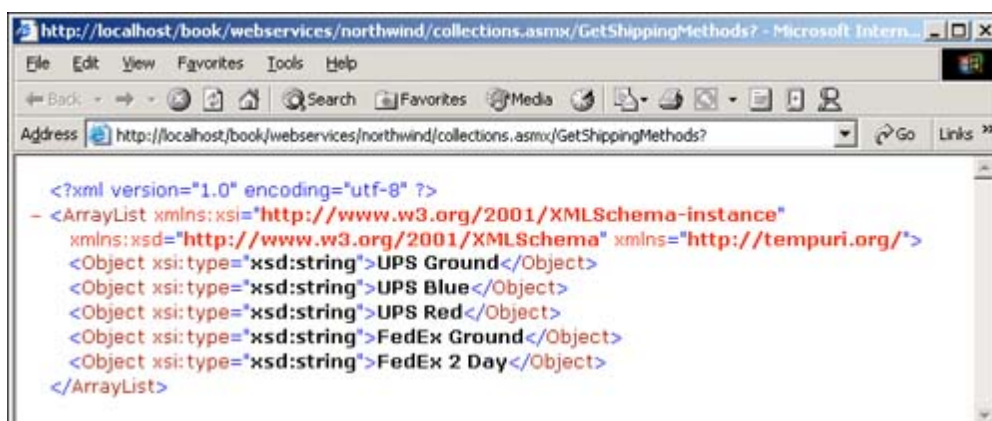 http://localhost/book/webservices/northwind/collections.asmx/GetShippingMethods? - Microsoft Intern...
File Edit View Favorites Tools Help
Back Search Favorites Media
Address http://localhost/book/webservices/northwind/collections.asmx/GetShippingMethods? Go Links »
<?xml version="1.0" encoding="utf-8" ?>
- <ArrayList xmlns:xsi="http://www.w3.org/2001/XMLSchema-instance"
xmlns:xsd="http://www.w3.org/2001/XMLSchema" xmlns="http://tempuri.org/">
<Object xsi:type="xsd:string">UPS Ground</Object>
<Object xsi:type="xsd:string">UPS Blue</Object>
<Object xsi:type="xsd:string">UPS Red</Object>
<Object xsi:type="xsd:string">FedEx Ground</Object>
<Object xsi:type="xsd:string">FedEx 2 Day</Object>
</ArrayList>